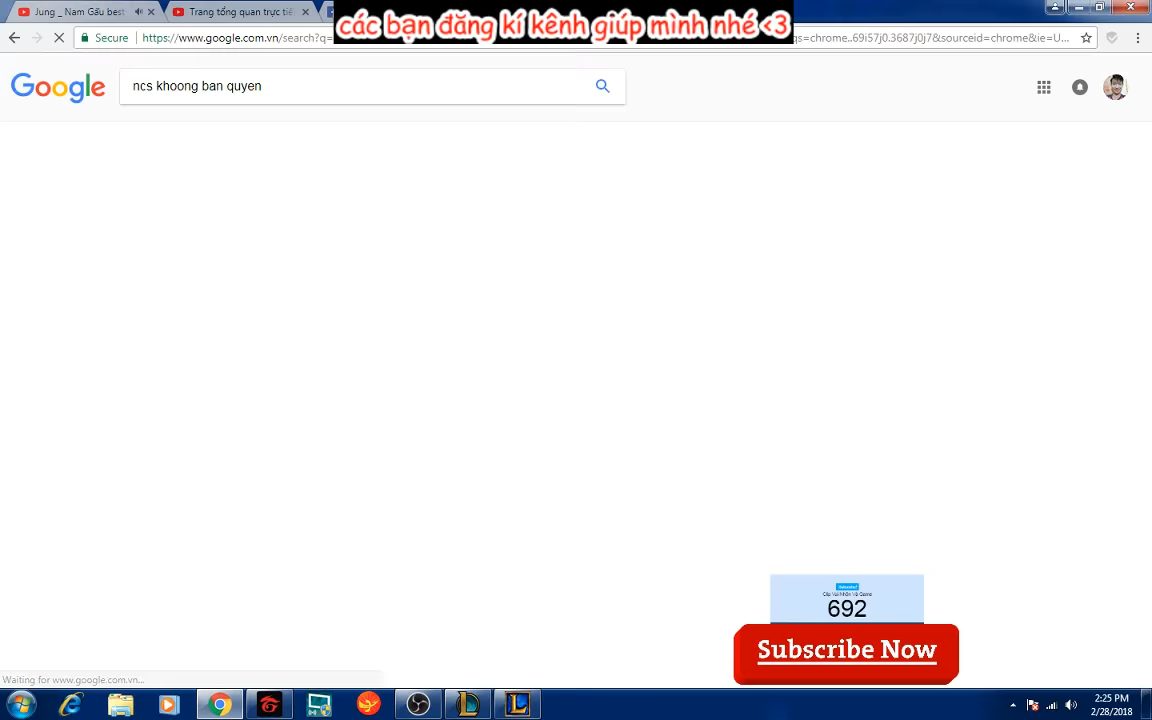 Jung _ Nam Gấu best
Trang tổng quan trực tiế
các bạn đăng kí kênh giúp mình nhé <3
Secure
https://www.google.com.vn/search?q=
gs=chrome..69i57j0.3687j0j7&sourceid=chrome&ie=U...
Google
ncs khoong ban quyen
692
Subscribe Now
Waiting for www.google.com.vn...
2:25 PM
2/28/2018